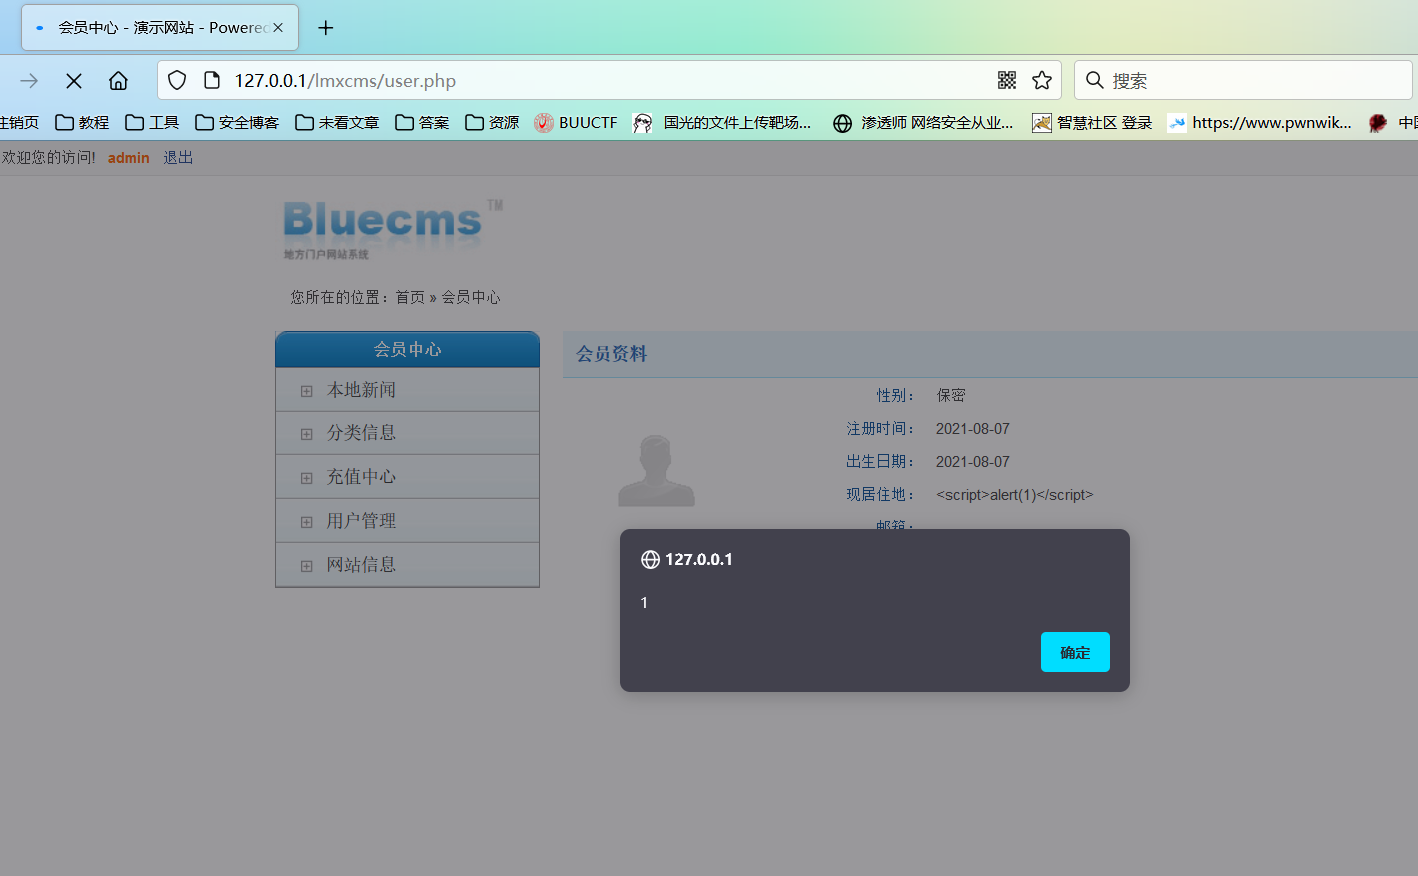 会员中心 - 演示网站 - Powered
127.0.0.1/lmxcms/user.php
搜索
注销页 教程 工具 安全博客 未看文章 答案 资源 BUUCTF 国光的文件上传靶场... 渗透师 网络安全从业... 智慧社区 登录 https://www.pwnwik... 中国
欢迎您的访问! admin 退出
Bluecms TM
地方门户网站系统
您所在的位置：首页 » 会员中心
会员中心
本地新闻
分类信息
充值中心
用户管理
网站信息
会员资料
性别： 保密
注册时间： 2021-08-07
出生日期： 2021-08-07
现居住地： <script>alert(1)</script>
邮箱：
127.0.0.1
1
确定